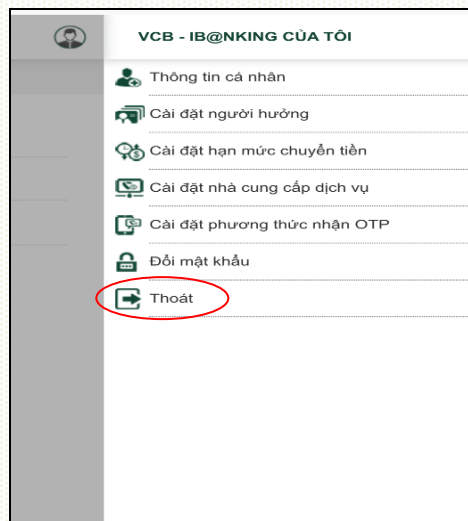 VCB - IB@NKING CỦA TÔI
Thông tin cá nhân
Cài đặt người hưởng
Cài đặt hạn mức chuyển tiền
Cài đặt nhà cung cấp dịch vụ
Cài đặt phương thức nhận OTP
Đổi mật khẩu
Thoát